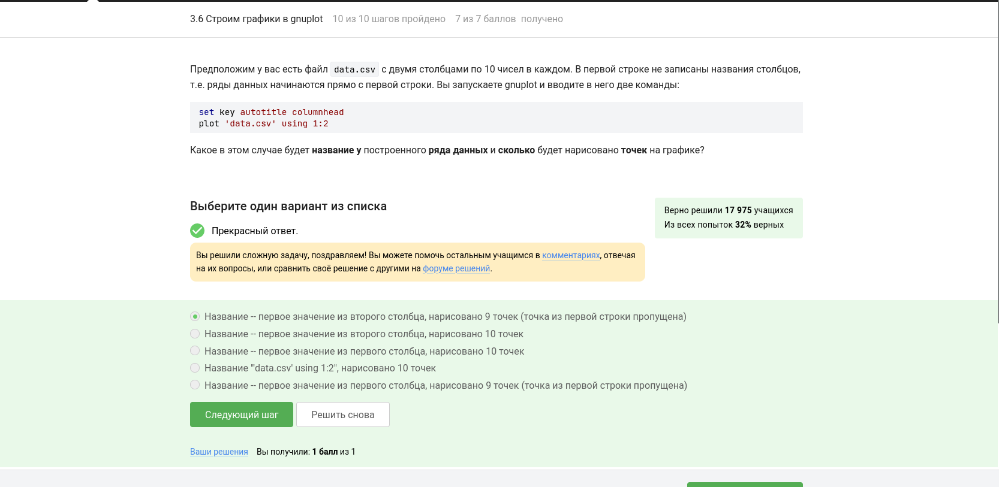 3.6 Строим графики в gnuplot 10 из 10 шагов пройдено 7 из 7 баллов получено
Предположим у вас есть файл data.csv с двумя столбцами по 10 чисел в каждом. В первой строке не записаны названия столбцов,
т.е. ряды данных начинаются прямо с первой строки. Вы запускаете gnuplot и вводите в него две команды:
set key autotitle columnhead
plot 'data.csv' using 1:2
Какое в этом случае будет название у построенного ряда данных и сколько будет нарисовано точек на графике?
Выберите один вариант из списка
Верно решили 17 975 учащихся
Из всех попыток 32% верных
Прекрасный ответ.
Вы решили сложную задачу, поздравляем! Вы можете помочь остальным учащимся в комментариях, отвечая
на их вопросы, или сравнить своё решение с другими на форуме решений.
Название -- первое значение из второго столбца, нарисовано 9 точек (точка из первой строки пропущена)
Название -- первое значение из второго столбца, нарисовано 10 точек
Название -- первое значение из первого столбца, нарисовано 10 точек
Название "'data.csv' using 1:2", нарисовано 10 точек
Название -- первое значение из первого столбца, нарисовано 9 точек (точка из первой строки пропущена)
Следующий шаг Решить снова
Ваши решения Вы получили: 1 балл из 1